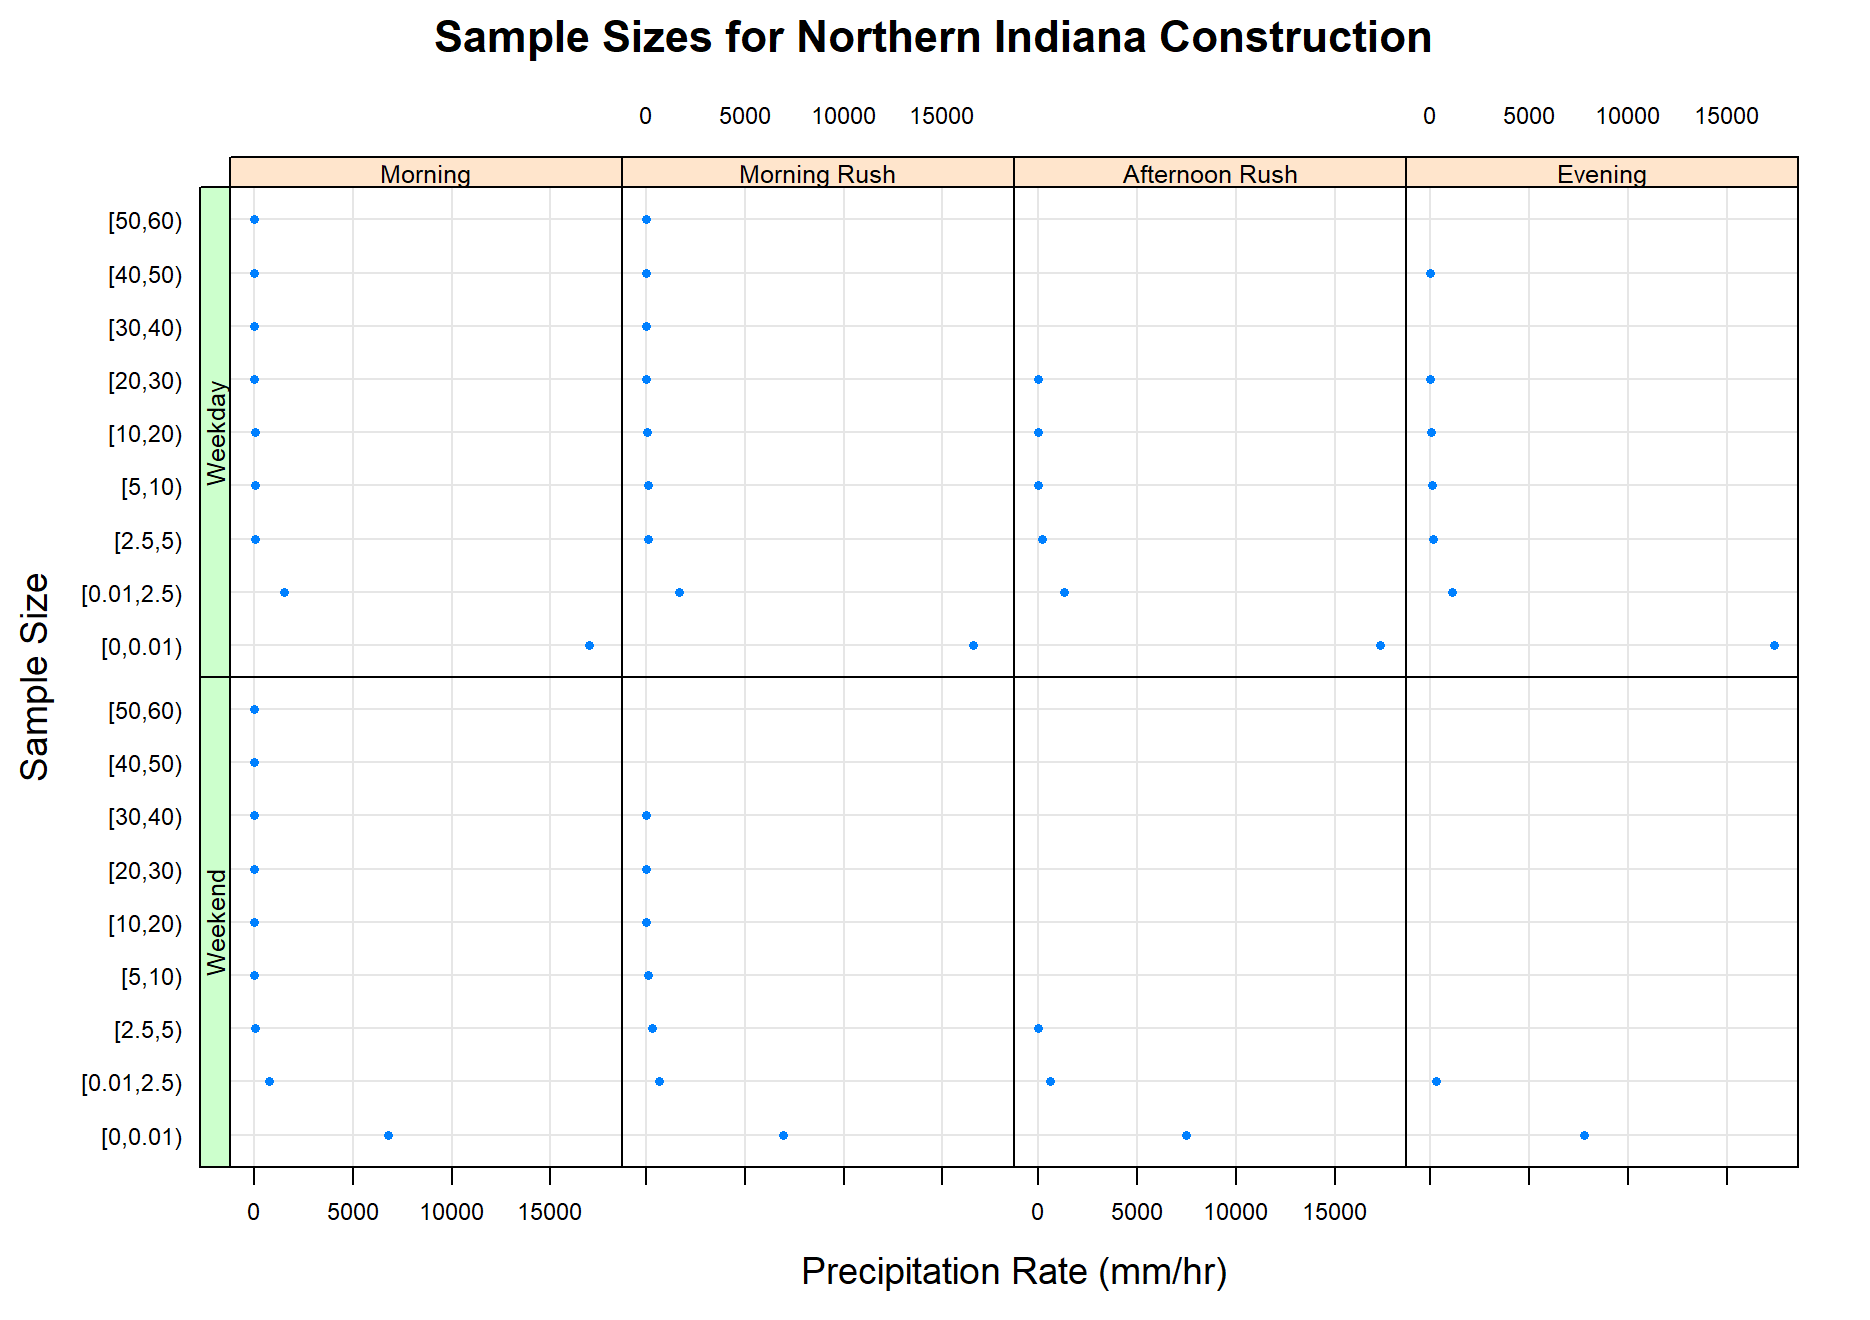 Sample Sizes for Northern Indiana Construction
0 5000 10000 15000 0 5000 10000 15000
Morning Morning Rush Afternoon Rush Evening
Weekday
[50,60)
[40,50)
[30,40)
[20,30)
[10,20)
[5,10)
[2.5,5)
[0.01,2.5)
[0,0.01)
Sample Size
Weekend
[50,60)
[40,50)
[30,40)
[20,30)
[10,20)
[5,10)
[2.5,5)
[0.01,2.5)
[0,0.01)
0 5000 10000 15000 0 5000 10000 15000
Precipitation Rate (mm/hr)